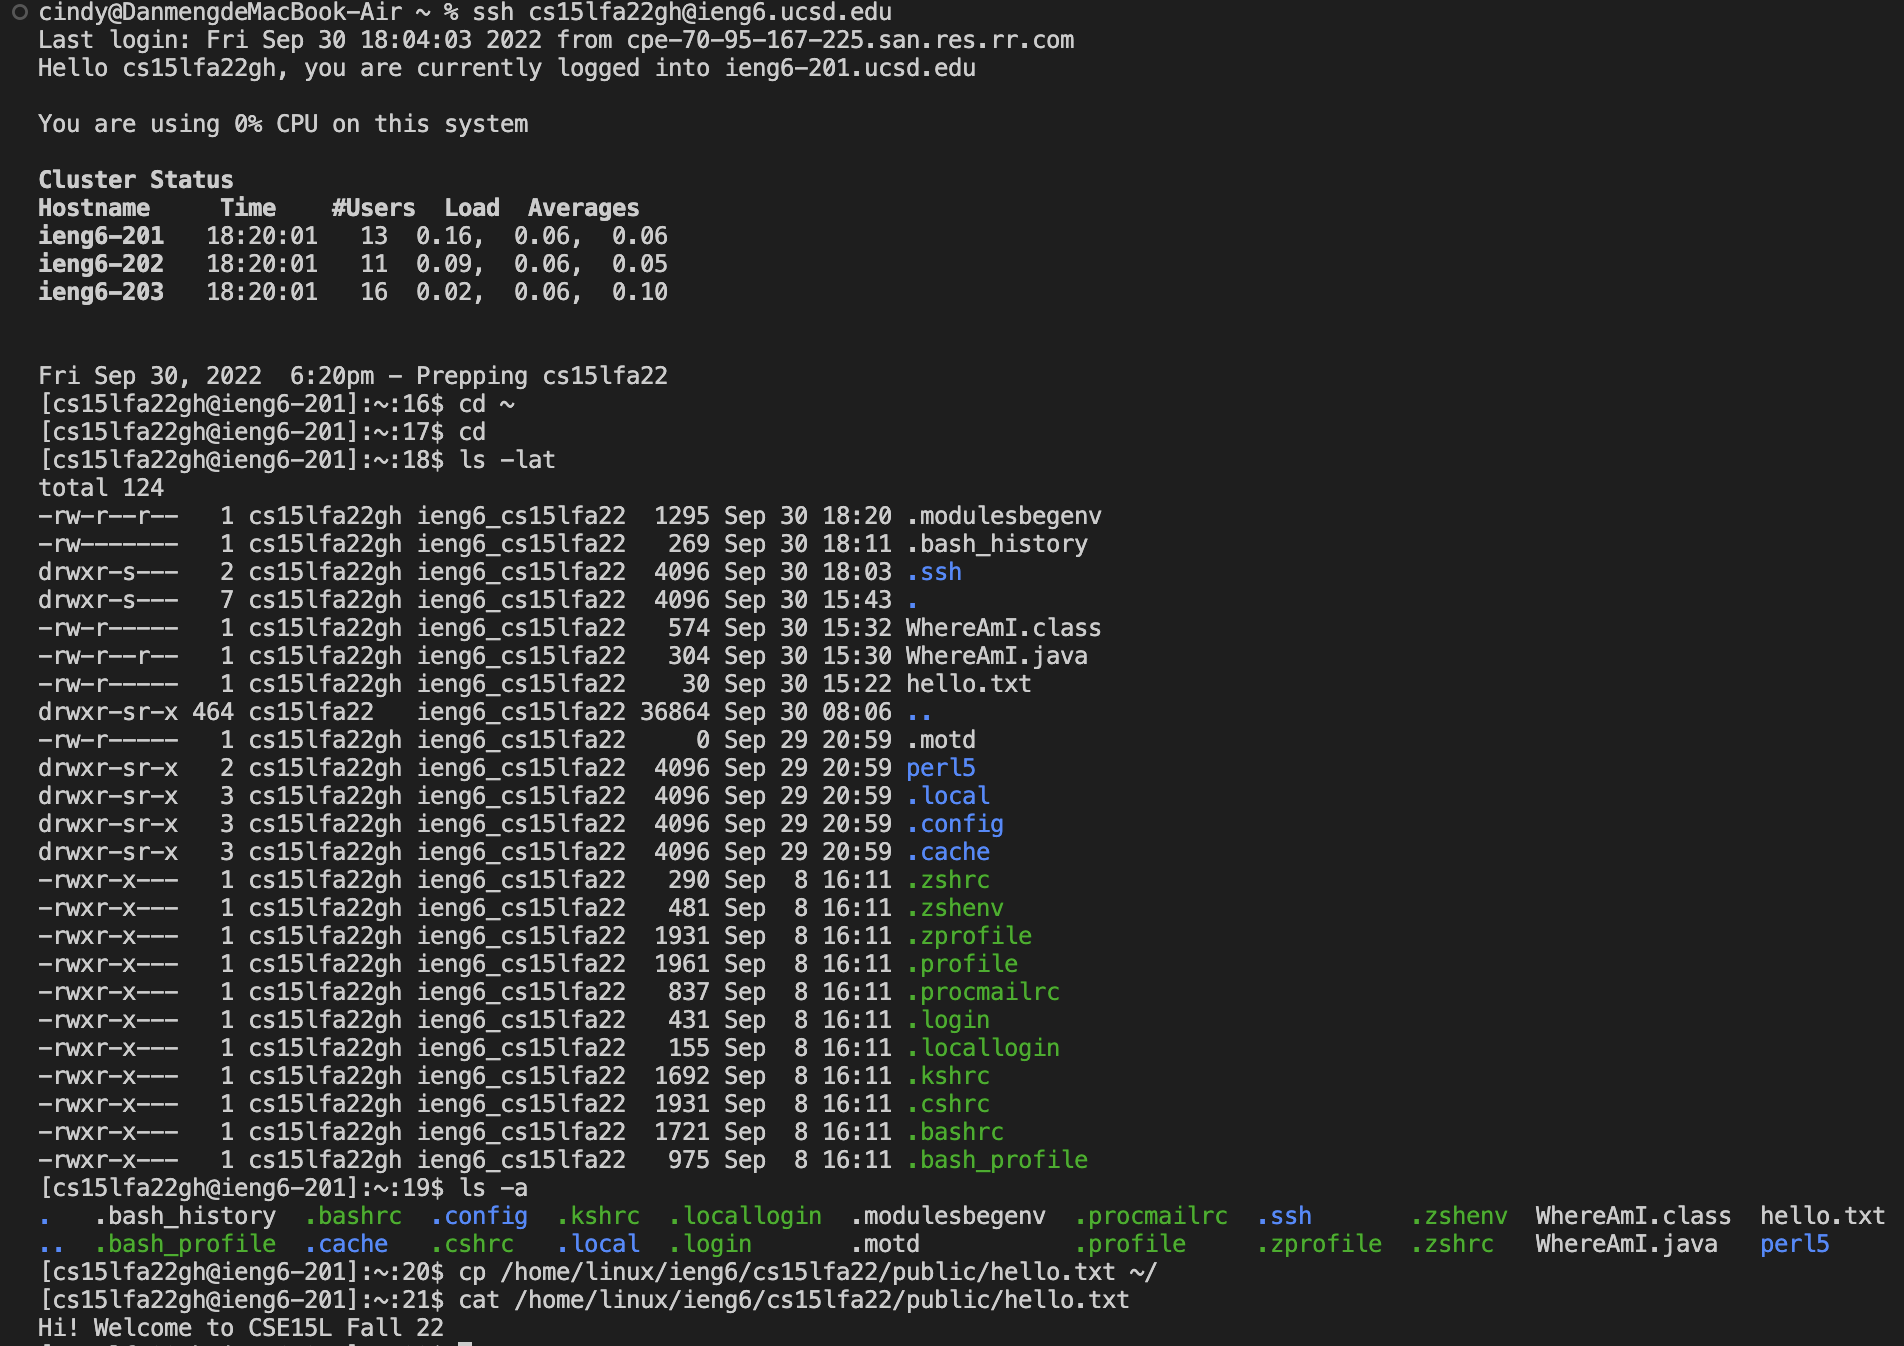 cindy@DanmengdeMacBook-Air ~ % ssh cs15lfa22gh@ieng6.ucsd.edu
Last login: Fri Sep 30 18:04:03 2022 from cpe-70-95-167-225.san.res.rr.com
Hello cs15lfa22gh, you are currently logged into ieng6-201.ucsd.edu
You are using 0% CPU on this system
Cluster Status
Hostname     Time    #Users  Load  Averages
ieng6-201   18:20:01   13  0.16,  0.06,  0.06
ieng6-202   18:20:01   11  0.09,  0.06,  0.05
ieng6-203   18:20:01   16  0.02,  0.06,  0.10
Fri Sep 30, 2022  6:20pm - Prepping cs15lfa22
[cs15lfa22gh@ieng6-201]:~:16$ cd ~
[cs15lfa22gh@ieng6-201]:~:17$ cd
[cs15lfa22gh@ieng6-201]:~:18$ ls -lat
total 124
-rw-r--r--   1 cs15lfa22gh ieng6_cs15lfa22  1295 Sep 30 18:20 .modulesbegenv
-rw-------   1 cs15lfa22gh ieng6_cs15lfa22   269 Sep 30 18:11 .bash_history
drwxr-s---   2 cs15lfa22gh ieng6_cs15lfa22  4096 Sep 30 18:03 .ssh
drwxr-s---   7 cs15lfa22gh ieng6_cs15lfa22  4096 Sep 30 15:43 .
-rw-r-----   1 cs15lfa22gh ieng6_cs15lfa22   574 Sep 30 15:32 WhereAmI.class
-rw-r--r--   1 cs15lfa22gh ieng6_cs15lfa22   304 Sep 30 15:30 WhereAmI.java
-rw-r-----   1 cs15lfa22gh ieng6_cs15lfa22    30 Sep 30 15:22 hello.txt
drwxr-sr-x 464 cs15lfa22   ieng6_cs15lfa22 36864 Sep 30 08:06 ..
-rw-r-----   1 cs15lfa22gh ieng6_cs15lfa22     0 Sep 29 20:59 .motd
drwxr-sr-x   2 cs15lfa22gh ieng6_cs15lfa22  4096 Sep 29 20:59 perl5
drwxr-sr-x   3 cs15lfa22gh ieng6_cs15lfa22  4096 Sep 29 20:59 .local
drwxr-sr-x   3 cs15lfa22gh ieng6_cs15lfa22  4096 Sep 29 20:59 .config
drwxr-sr-x   3 cs15lfa22gh ieng6_cs15lfa22  4096 Sep 29 20:59 .cache
-rwxr-x---   1 cs15lfa22gh ieng6_cs15lfa22   290 Sep  8 16:11 .zshrc
-rwxr-x---   1 cs15lfa22gh ieng6_cs15lfa22   481 Sep  8 16:11 .zshenv
-rwxr-x---   1 cs15lfa22gh ieng6_cs15lfa22  1931 Sep  8 16:11 .zprofile
-rwxr-x---   1 cs15lfa22gh ieng6_cs15lfa22  1961 Sep  8 16:11 .profile
-rwxr-x---   1 cs15lfa22gh ieng6_cs15lfa22   837 Sep  8 16:11 .procmailrc
-rwxr-x---   1 cs15lfa22gh ieng6_cs15lfa22   431 Sep  8 16:11 .login
-rwxr-x---   1 cs15lfa22gh ieng6_cs15lfa22   155 Sep  8 16:11 .locallogin
-rwxr-x---   1 cs15lfa22gh ieng6_cs15lfa22  1692 Sep  8 16:11 .kshrc
-rwxr-x---   1 cs15lfa22gh ieng6_cs15lfa22  1931 Sep  8 16:11 .cshrc
-rwxr-x---   1 cs15lfa22gh ieng6_cs15lfa22  1721 Sep  8 16:11 .bashrc
-rwxr-x---   1 cs15lfa22gh ieng6_cs15lfa22   975 Sep  8 16:11 .bash_profile
[cs15lfa22gh@ieng6-201]:~:19$ ls -a
.   .bash_history  .bashrc  .config  .kshrc  .locallogin  .modulesbegenv  .procmailrc  .ssh       .zshenv  WhereAmI.class  hello.txt
..  .bash_profile  .cache   .cshrc   .local  .login       .motd           .profile     .zprofile  .zshrc   WhereAmI.java   perl5
[cs15lfa22gh@ieng6-201]:~:20$ cp /home/linux/ieng6/cs15lfa22/public/hello.txt ~/
[cs15lfa22gh@ieng6-201]:~:21$ cat /home/linux/ieng6/cs15lfa22/public/hello.txt
Hi! Welcome to CSE15L Fall 22